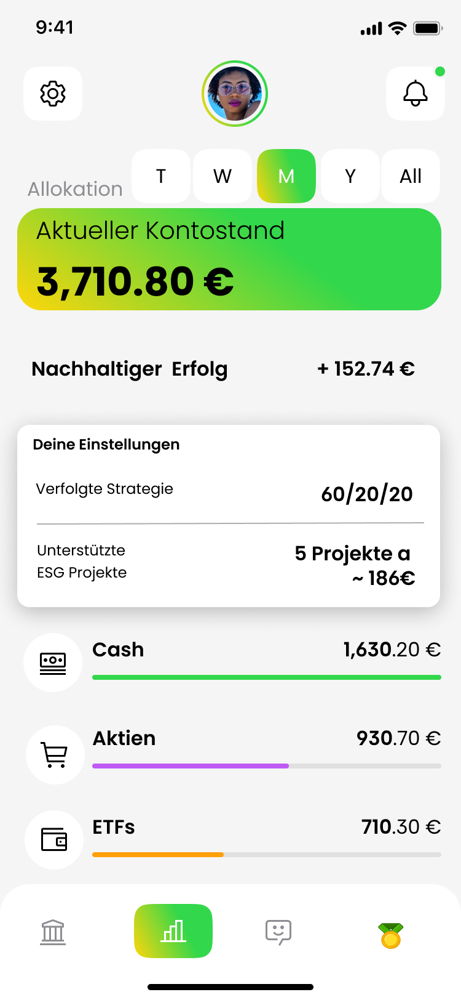 9:41
Allokation
T
W
M
Y
All
Aktueller Kontostand
3,710.80 €
Nachhaltiger Erfolg
+ 152.74 €
Deine Einstellungen
Verfolgte Strategie
60/20/20
Unterstützte
ESG Projekte
5 Projekte a
~ 186€
Cash
1,630.20 €
Aktien
930.70 €
ETFs
710.30 €